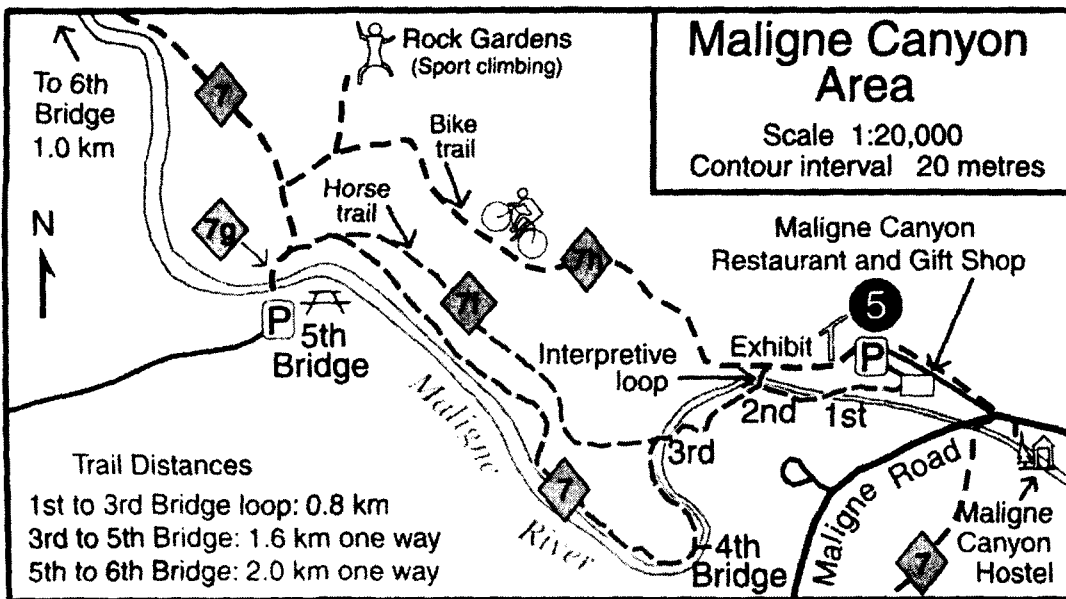 Maligne Canyon
Area
Scale 1:20,000
Contour interval 20 metres
To 6th
Bridge
1.0 km
7
Rock Gardens
(Sport climbing)
Bike
trail
Horse
trail
7g
N
7h
7f
P
5th
Bridge
Maligne Canyon
Restaurant and Gift Shop
5
P
Interpretive
loop
Exhibit
2nd
1st
3rd
Maligne
River
7
4th
Bridge
Maligne Road
7
Maligne
Canyon
Hostel
Trail Distances
1st to 3rd Bridge loop: 0.8 km
3rd to 5th Bridge: 1.6 km one way
5th to 6th Bridge: 2.0 km one way